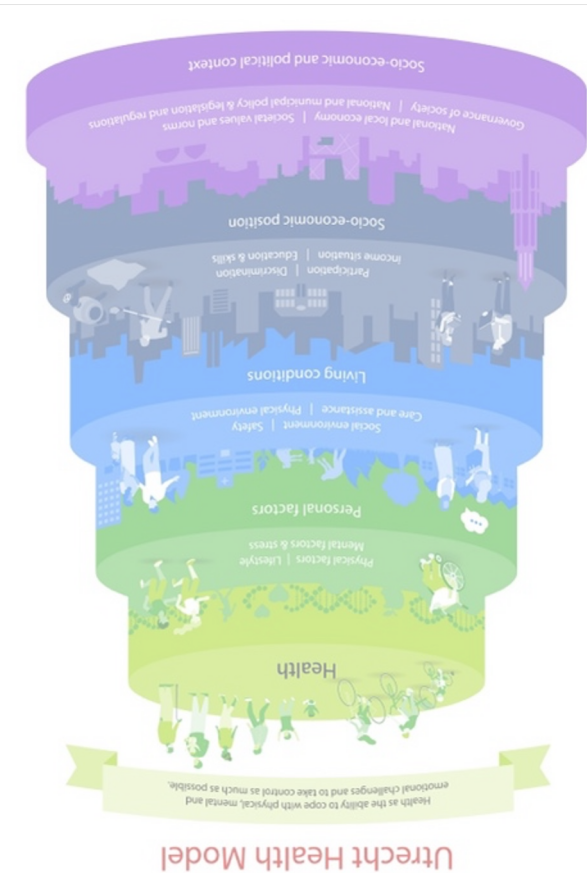 Utrecht Health Model
Health as the ability to cope with physical, mental and
emotional challenges and to take control as much as possible.
Health
Physical factors | Lifestyle
Mental factors & stress
Personal factors
Social environment | Safety
Care and assistance | Physical environment
Living conditions
Participation | Discrimination
income situation | Education & skills
Socio-economic position
National and local economy | Societal values and norms
Governance of society | National and municipal policy & legislation and regulations
Socio-economic and political context